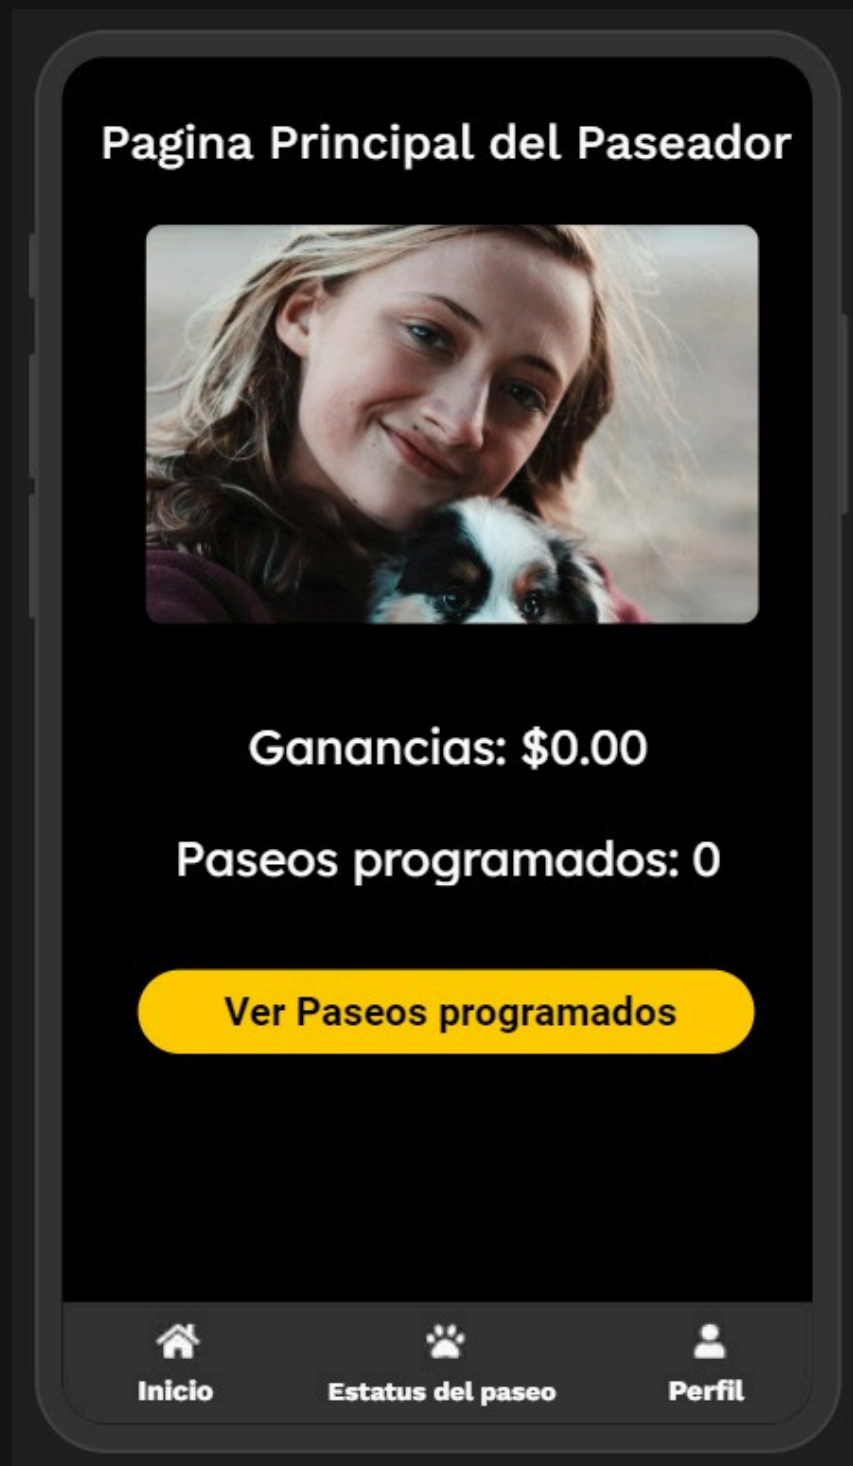 Pagina Principal del Paseador
Ganancias: $0.00
Paseos programados: 0
Ver Paseos programados
Inicio
Estatus del paseo
Perfil